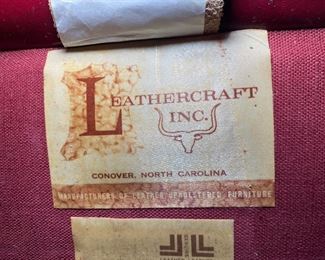 LEATHERCRAFT
INC.
CONOVER, NORTH CAROLINA
MANUFACTURERS OF LEATHER UPHOLSTERED FURNITURE